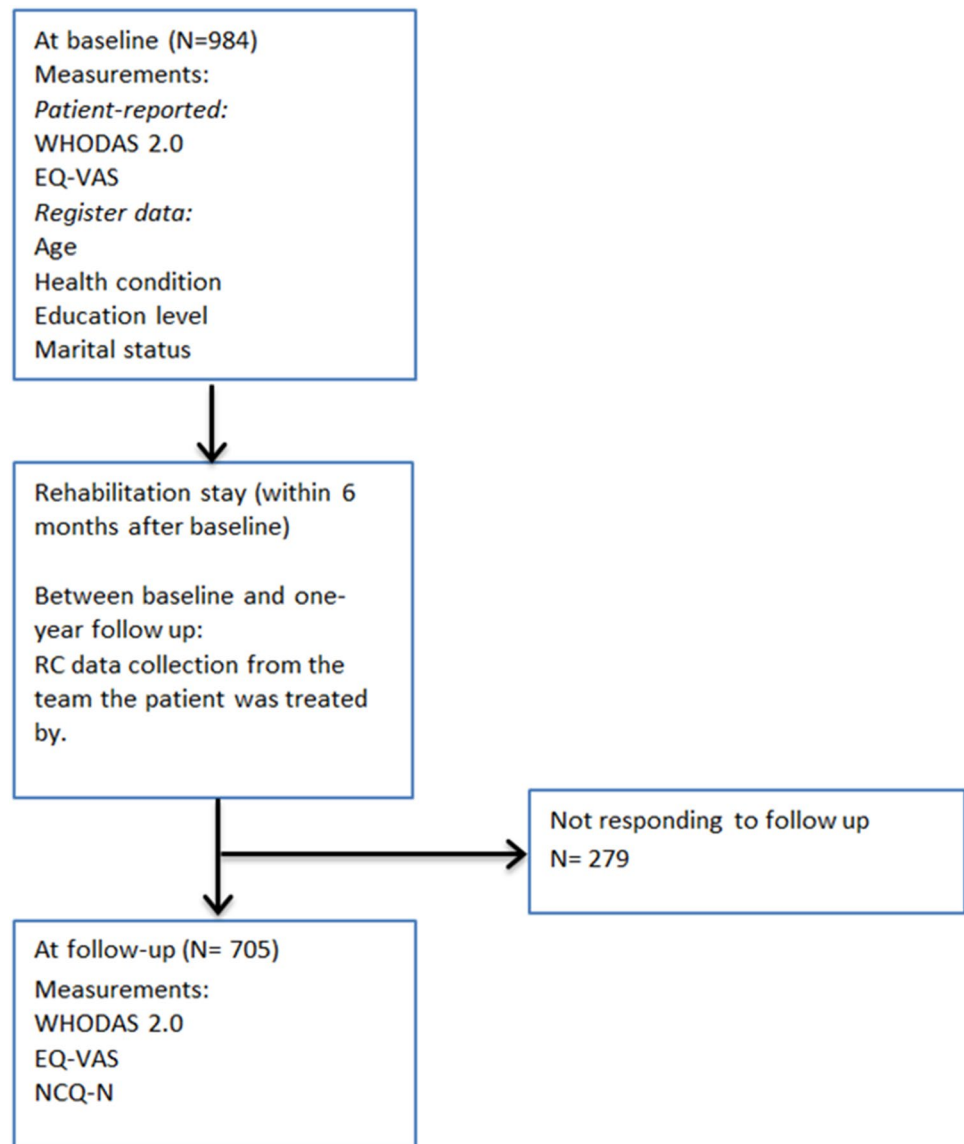 At baseline (N=984)
Measurements:
Patient-reported:
WHODAS 2.0
EQ-VAS
Register data:
Age
Health condition
Education level
Marital status
Rehabilitation stay (within 6
months after baseline)
Between baseline and one-
year follow up:
RC data collection from the
team the patient was treated
by.
Not responding to follow up
N= 279
At follow-up (N= 705)
Measurements:
WHODAS 2.0
EQ-VAS
NCQ-N